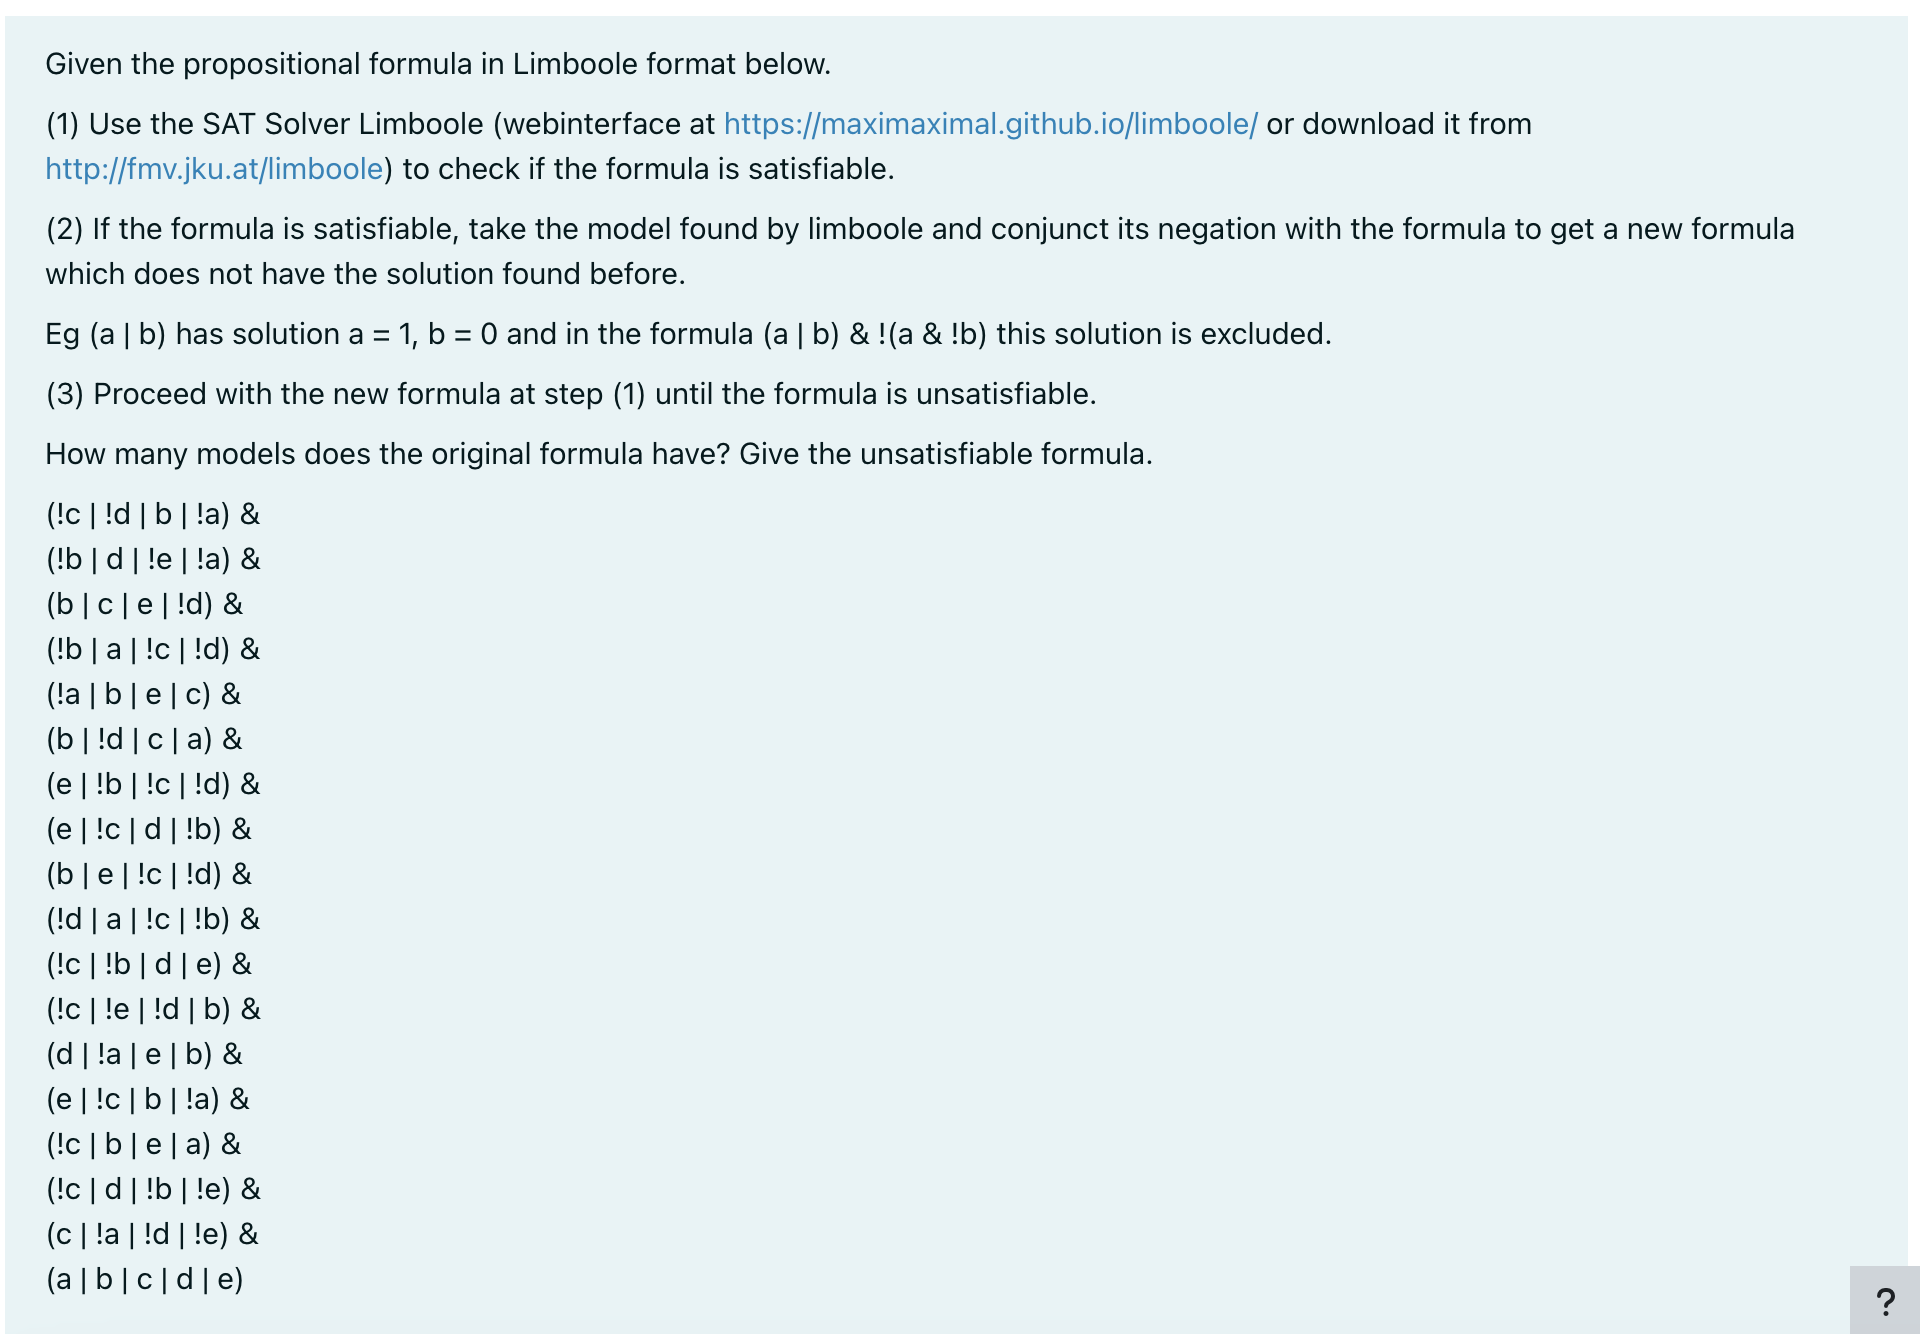 Given the propositional formula in Limboole format below.
(1) Use the SAT Solver Limboole (webinterface at https://maximaximal.github.io/limboole/ or download it from
http://fmv.jku.at/limboole) to check if the formula is satisfiable.
(2) If the formula is satisfiable, take the model found by limboole and conjunct its negation with the formula to get a new formula
which does not have the solution found before.
Eg (a | b) has solution a = 1, b = 0 and in the formula (a | b) & !(a & !b) this solution is excluded.
(3) Proceed with the new formula at step (1) until the formula is unsatisfiable.
How many models does the original formula have? Give the unsatisfiable formula.
(!c | !d | b | !a) &
(!b | d | !e | !a) &
(b | c | e | !d) &
(!b | a | !c | !d) &
(!a | b | e | c) &
(b | !d | c | a) &
(e | !b | !c | !d) &
(e | !c | d | !b) &
(b | e | !c | !d) &
(!d | a | !c | !b) &
(!c | !b | d | e) &
(!c | !e | !d | b) &
(d | !a | e | b) &
(e | !c | b | !a) &
(!c | b | e | a) &
(!c | d | !b | !e) &
(c | !a | !d | !e) &
(a | b | c | d | e)
?